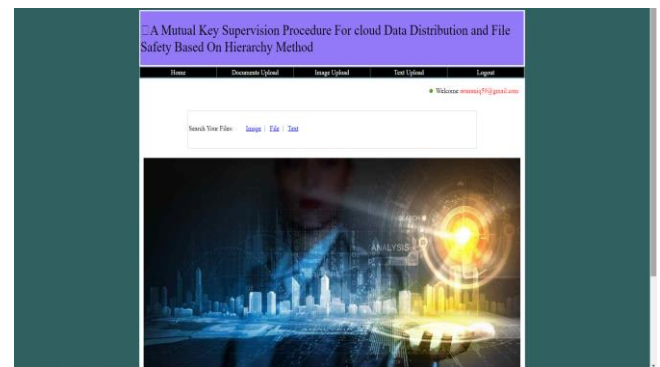 □A Mutual Key Supervision Procedure For cloud Data Distribution and File
Safety Based On Hierarchy Method
Home Documents Upload Image Upload Text Upload Logout
Welcome
Search Your Files Image | File | Text
ANALYSIS